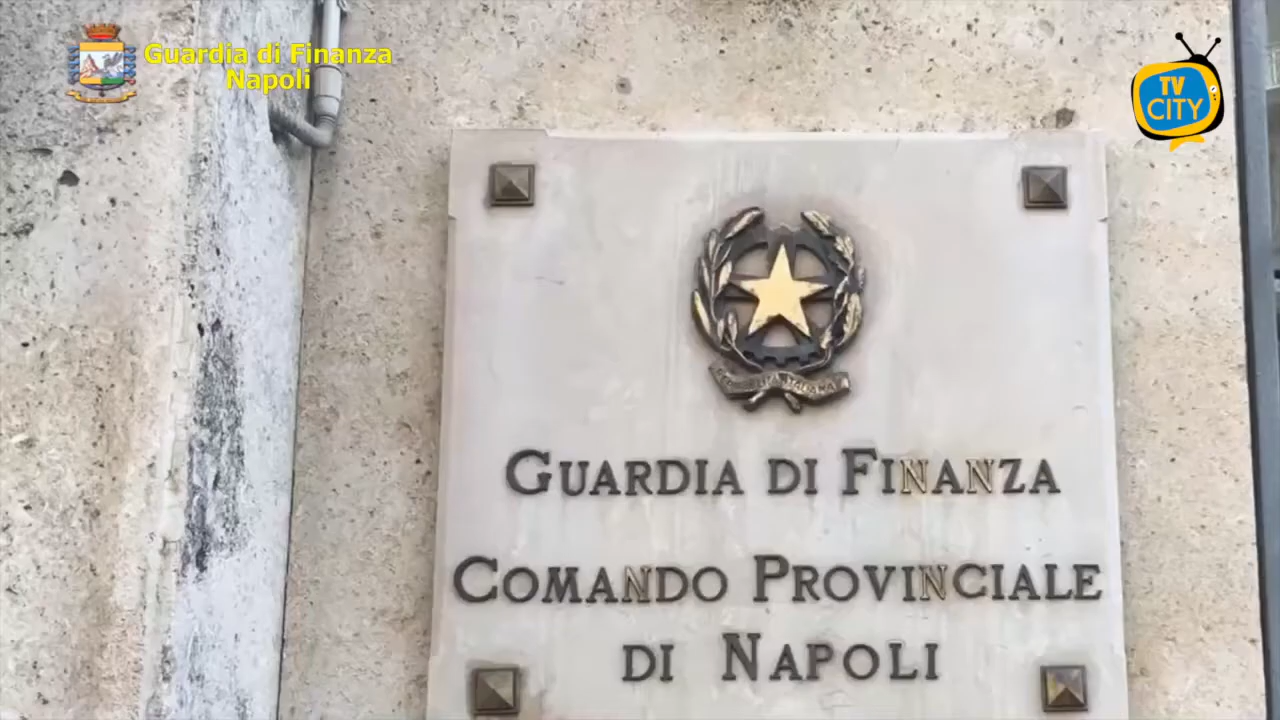 Guardia di Finanza
Napoli
TV
CITY
GUARDIA DI FINANZA
COMANDO PROVINCIALE
DI NAPOLI